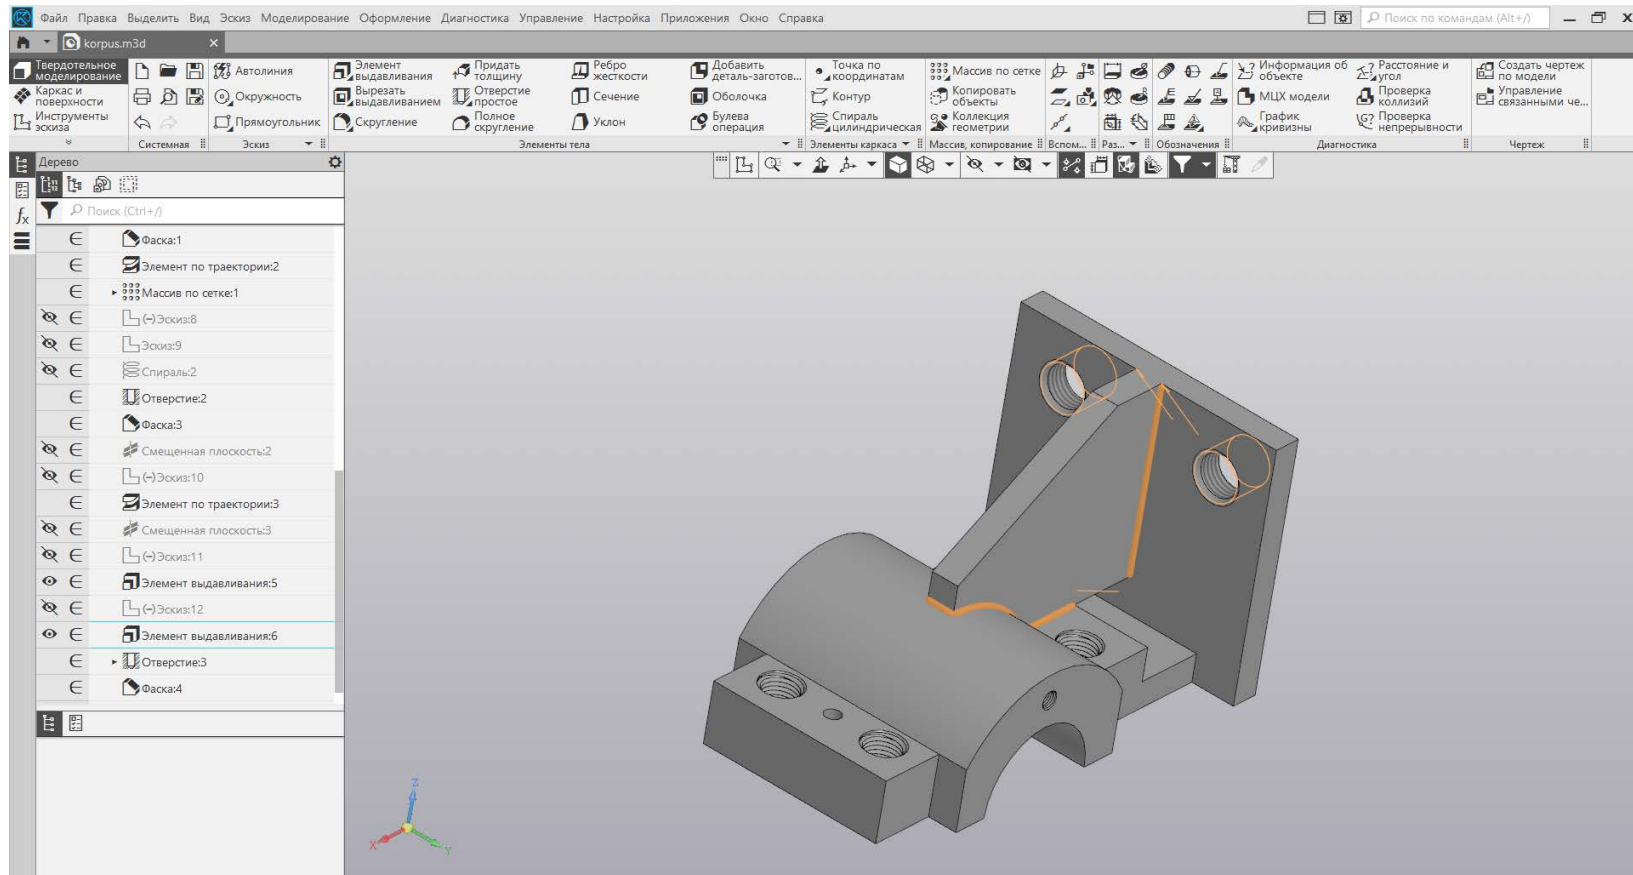 Файл Правка Выделить Вид Эскиз Моделирование Оформление Диагностика Управление Настройка Приложения Окно Справка
Поиск по командам (Alt+/)
korpus.m3d
Твердотельное моделирование
Каркас и поверхности
Инструменты эскиза
Системная
Автолиния
Окружность
Прямоугольник
Эскиз
Элемент выдавливания
Вырезать выдавливанием
Скругление
Придать толщину
Отверстие простое
Полное скругление
Ребро жесткости
Сечение
Уклон
Добавить деталь-заготов...
Оболочка
Булева операция
Элементы тела
Точка по координатам
Контур
Спираль цилиндрическая
Элементы каркаса
Массив по сетке
Копировать объекты
Коллекция геометрии
Массив, копирование
Вспом...
Раз...
Обозначения
Информация об объекте
МЦХ модели
График кривизны
Расстояние и угол
Проверка коллизий
Проверка непрерывности
Диагностика
Создать чертеж по модели
Управление связанными че...
Чертеж
Дерево
Поиск (Ctrl+/)
Фаска:1
Элемент по траектории:2
Массив по сетке:1
(-)Эскиз:8
Эскиз:9
Спираль:2
Отверстие:2
Фаска:3
Смещенная плоскость:2
(-)Эскиз:10
Элемент по траектории:3
Смещенная плоскость:3
(-)Эскиз:11
Элемент выдавливания:5
(-)Эскиз:12
Элемент выдавливания:6
Отверстие:3
Фаска:4
Z
X
Y